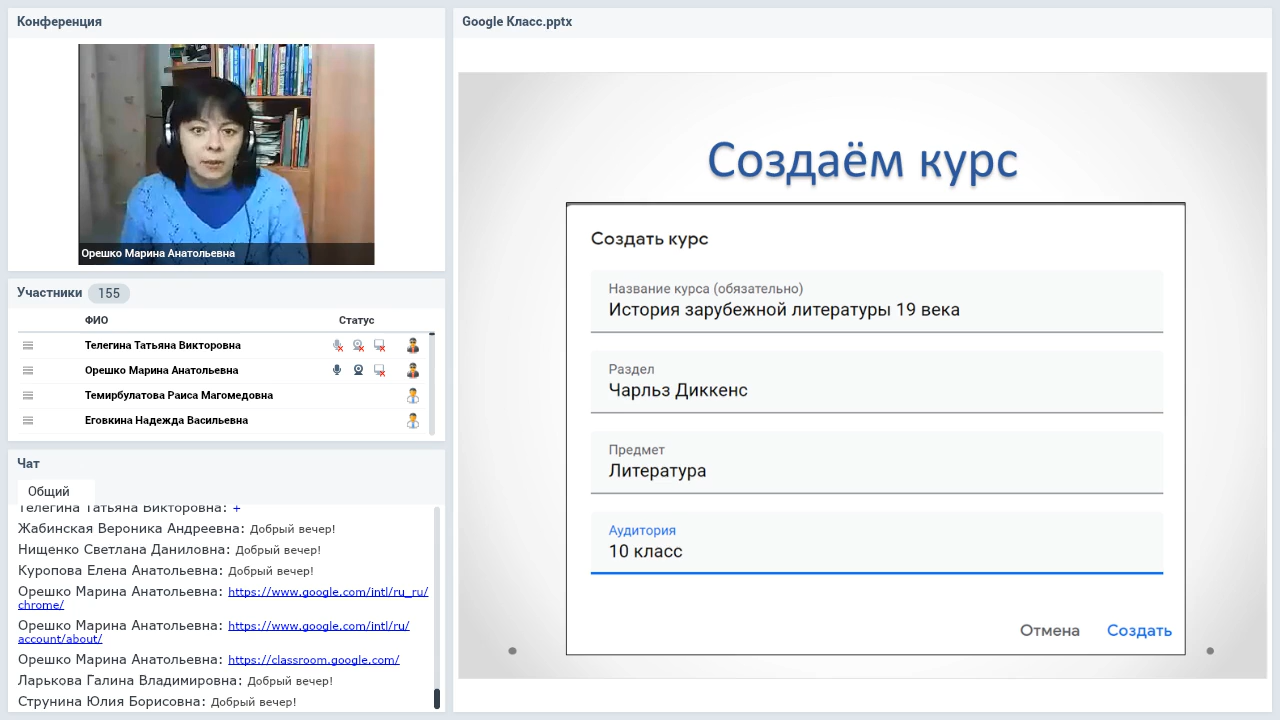 Конференция
Орешко Марина Анатольевна
Участники 155
ФИО Статус
Телегина Татьяна Викторовна
Орешко Марина Анатольевна
Темирбулатова Раиса Магомедовна
Еговкина Надежда Васильевна
Чат
Общий
Телегина Татьяна Викторовна: +
Жабинская Вероника Андреевна: Добрый вечер!
Нищенко Светлана Даниловна: Добрый вечер!
Куропова Елена Анатольевна: Добрый вечер!
Орешко Марина Анатольевна: https://www.google.com/intl/ru_ru/
chrome/
Орешко Марина Анатольевна: https://www.google.com/intl/ru/
account/about/
Орешко Марина Анатольевна: https://classroom.google.com/
Ларькова Галина Владимировна: Добрый вечер!
Струнина Юлия Борисовна: Добрый вечер!
Google Класс.pptx
Создаём курс
Создать курс
Название курса (обязательно)
История зарубежной литературы 19 века
Раздел
Чарльз Диккенс
Предмет
Литература
Аудитория
10 класс
Отмена Создать